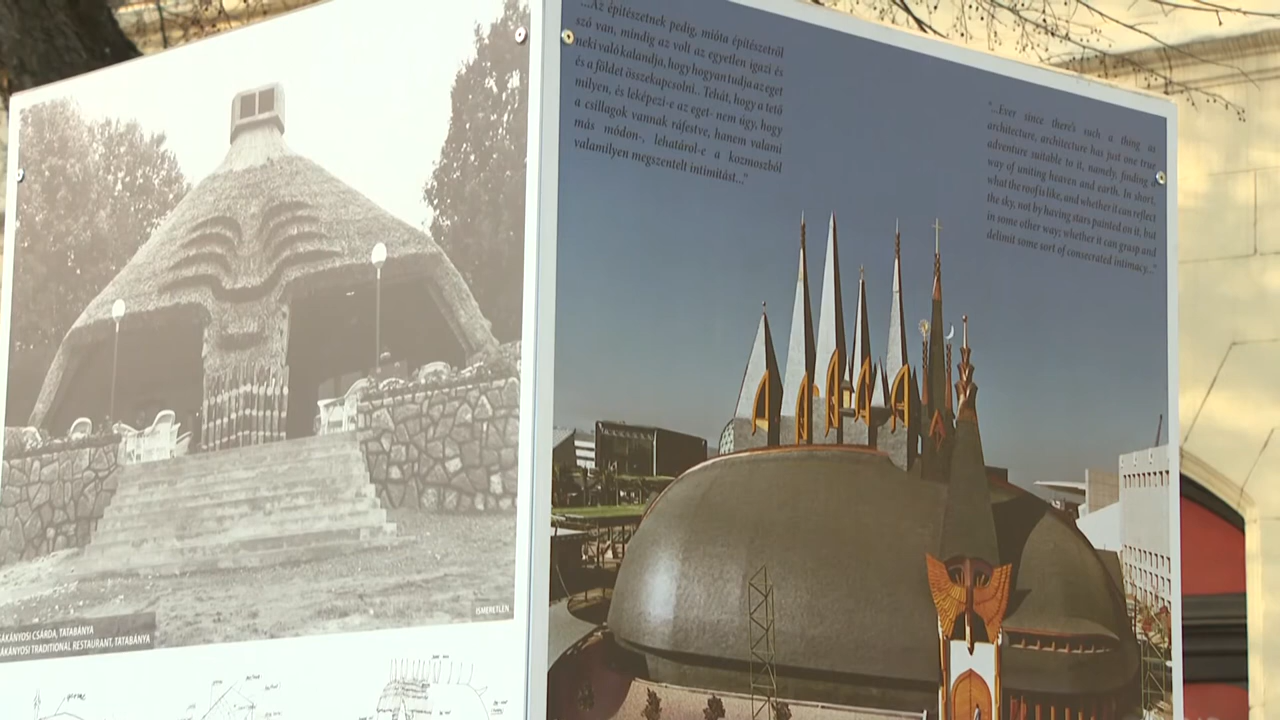 "...Az építészetnek pedig, mióta építészetről
szó van, mindig az volt az egyetlen igazi és
neki való kalandja, hogy hogyan tudja az eget
és a földet összekapcsolni.. Tehát, hogy a tető
milyen, és leképezi-e az eget- nem úgy, hogy
a csillagok vannak ráfestve, hanem valami
más módon-, lehatárol-e a kozmoszból
valamilyen megszentelt intimitást..."
"...Ever since there's such a thing as
architecture, architecture has just one true
adventure suitable to it, namely, finding a
way of uniting heaven and earth. In short,
what the roof is like, and whether it can reflect
the sky, not by having stars painted on it, but
in some other way; whether it can grasp and
delimit some sort of consecrated intimacy..."
ISMERETLEN
SÁKÁNYOSI CSÁRDA, TATABÁNYA
SÁKÁNYOSI TRADITIONAL RESTAURANT, TATABÁNYA